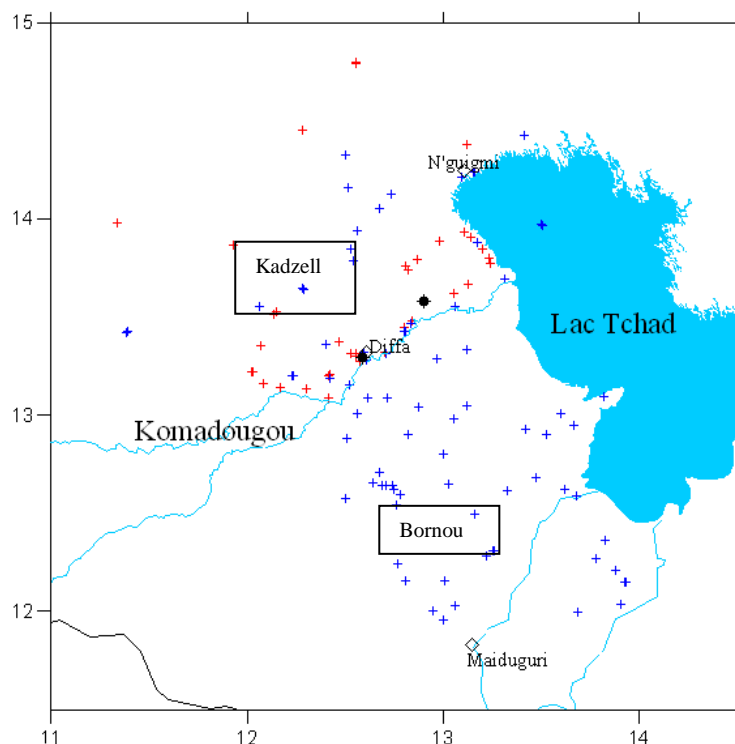 15
N'guigmi
14
Kadzell
Lac Tchad
Diffa
13
Komadougou
Bornou
12
Maiduguri
11
12
13
14